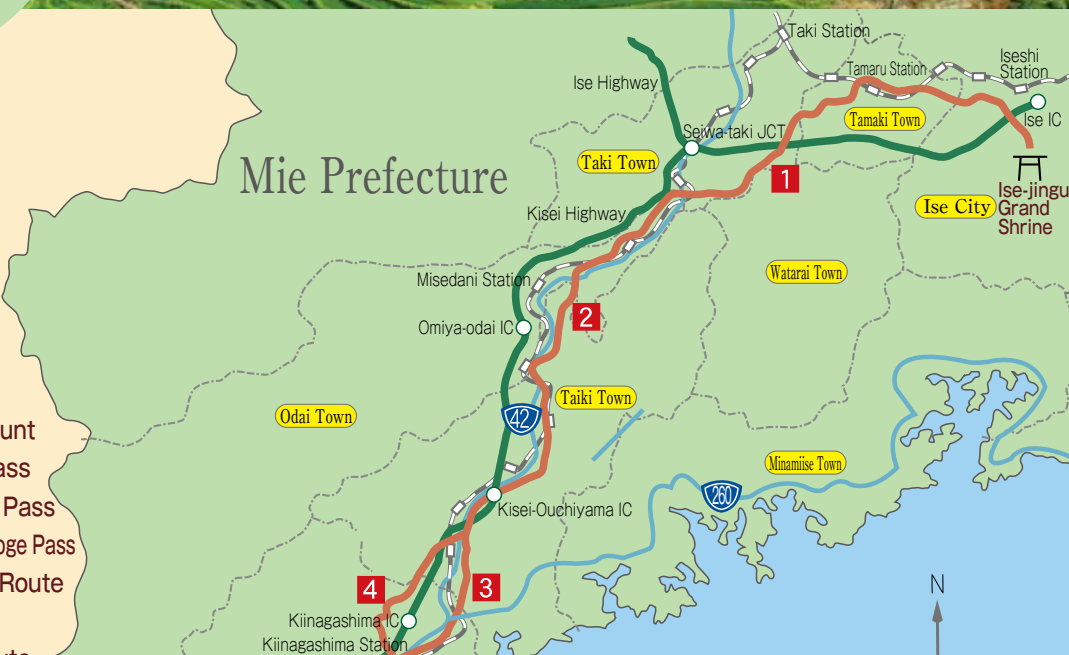 Taki Station
Iseshi
Station
Tamaru Station
Ise Highway
Ise IC
Tamaki Town
Seiwa-taki JCT
Taki Town
Mie Prefecture
1
Ise-jingu
Grand
Shrine
Ise City
Kisei Highway
Watarai Town
Misedani Station
2
Omiya-odai IC
Taiki Town
Odai Town
42
Minamiise Town
260
Kisei-Ouchiyama IC
ass
Pass
Pass
Route
4
3
N
Kiinagashima IC
Kiinagashima Station